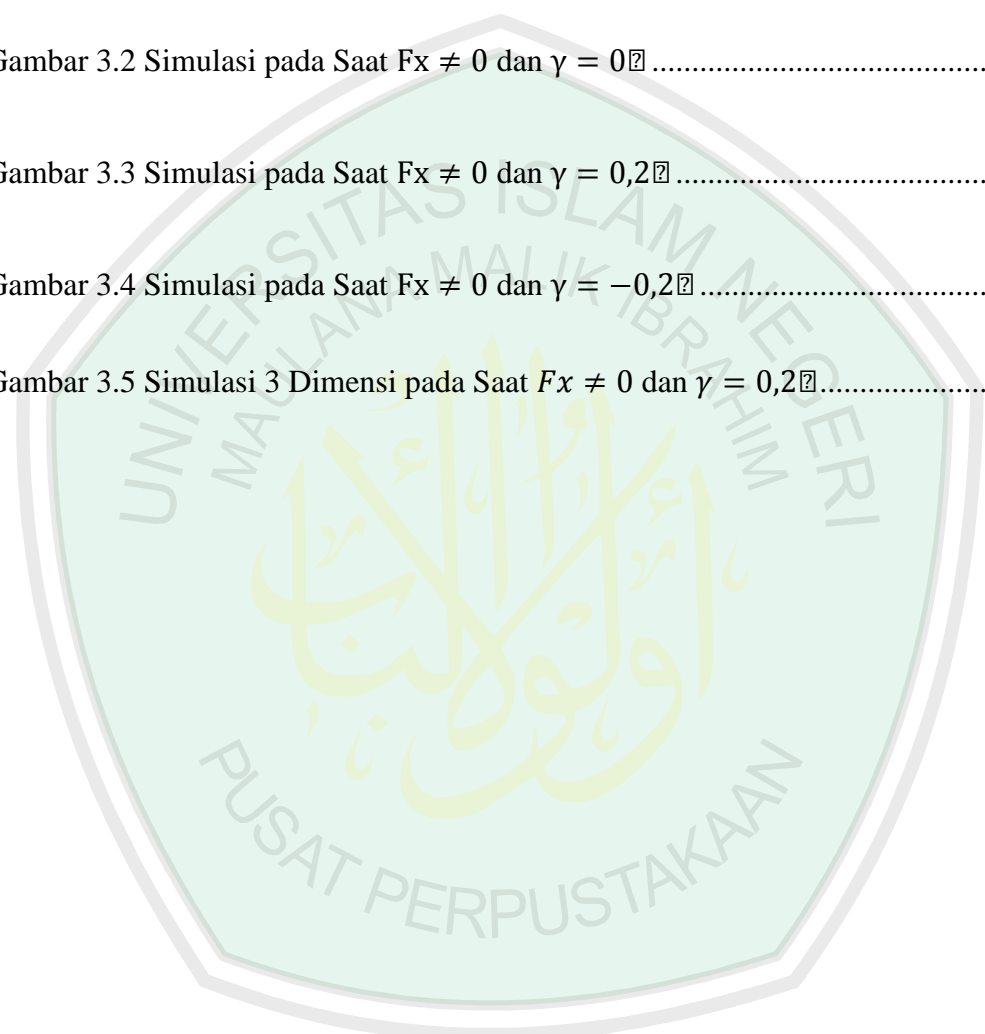 Gambar 3.2 Simulasi pada Saat Fx ≠ 0 dan γ = 0⍰ ..........................................
Gambar 3.3 Simulasi pada Saat Fx ≠ 0 dan γ = 0,2⍰ .......................................
Gambar 3.4 Simulasi pada Saat Fx ≠ 0 dan γ = −0,2⍰ ....................................
Gambar 3.5 Simulasi 3 Dimensi pada Saat Fx ≠ 0 dan γ = 0,2⍰ .....................
UNIVERSITAS ISLAM NEGERI
MAULANA MALIK IBRAHIM
PUSAT PERPUSTAKAAN